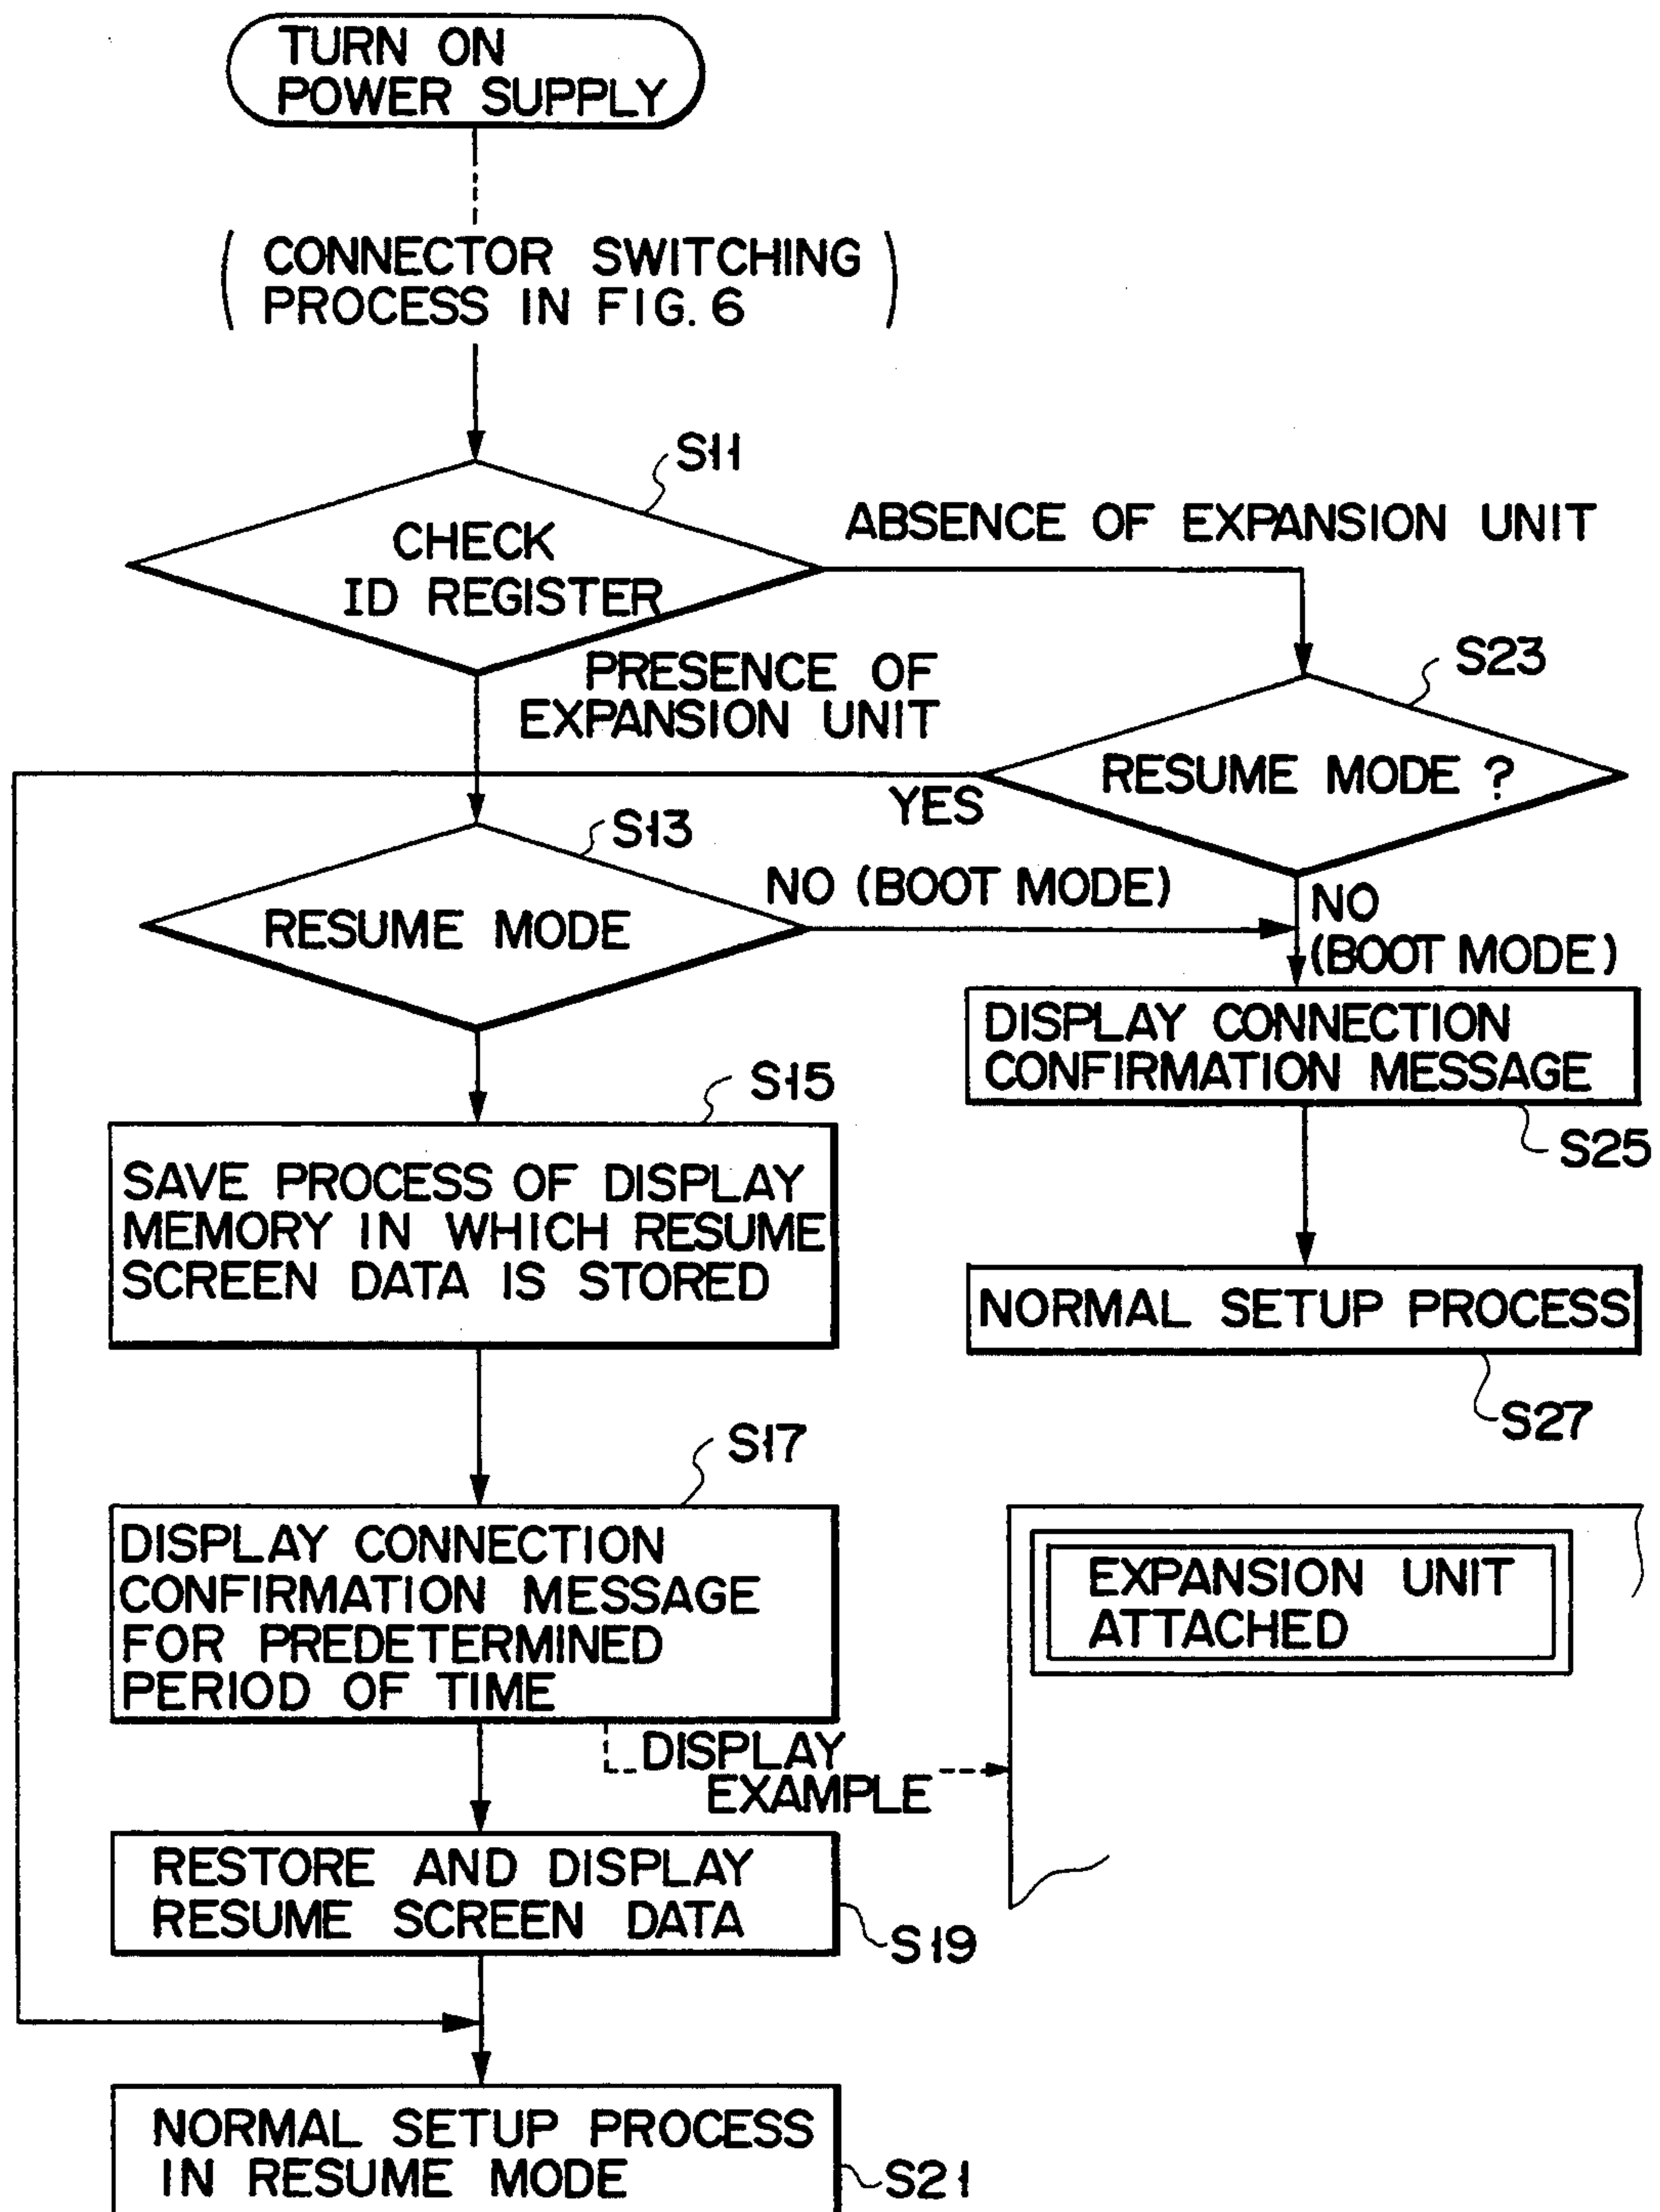 TURN ON
POWER SUPPLY
( CONNECTOR SWITCHING
PROCESS IN FIG. 6 )
S11
CHECK
ID REGISTER
ABSENCE OF EXPANSION UNIT
PRESENCE OF
EXPANSION UNIT
S23
RESUME MODE ?
YES
S13
RESUME MODE
NO (BOOT MODE)
NO
(BOOT MODE)
DISPLAY CONNECTION
CONFIRMATION MESSAGE
S25
S15
SAVE PROCESS OF DISPLAY
MEMORY IN WHICH RESUME
SCREEN DATA IS STORED
NORMAL SETUP PROCESS
S27
S17
DISPLAY CONNECTION
CONFIRMATION MESSAGE
FOR PREDETERMINED
PERIOD OF TIME
EXPANSION UNIT
ATTACHED
DISPLAY
EXAMPLE
RESTORE AND DISPLAY
RESUME SCREEN DATA
S19
NORMAL SETUP PROCESS
IN RESUME MODE
S21